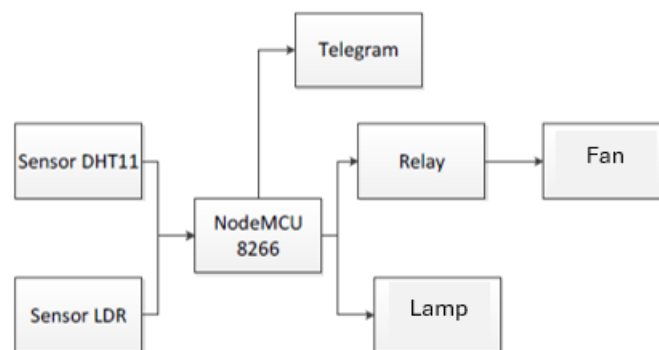 Telegram
Sensor DHT11
Relay
Fan
NodeMCU
8266
Sensor LDR
Lamp